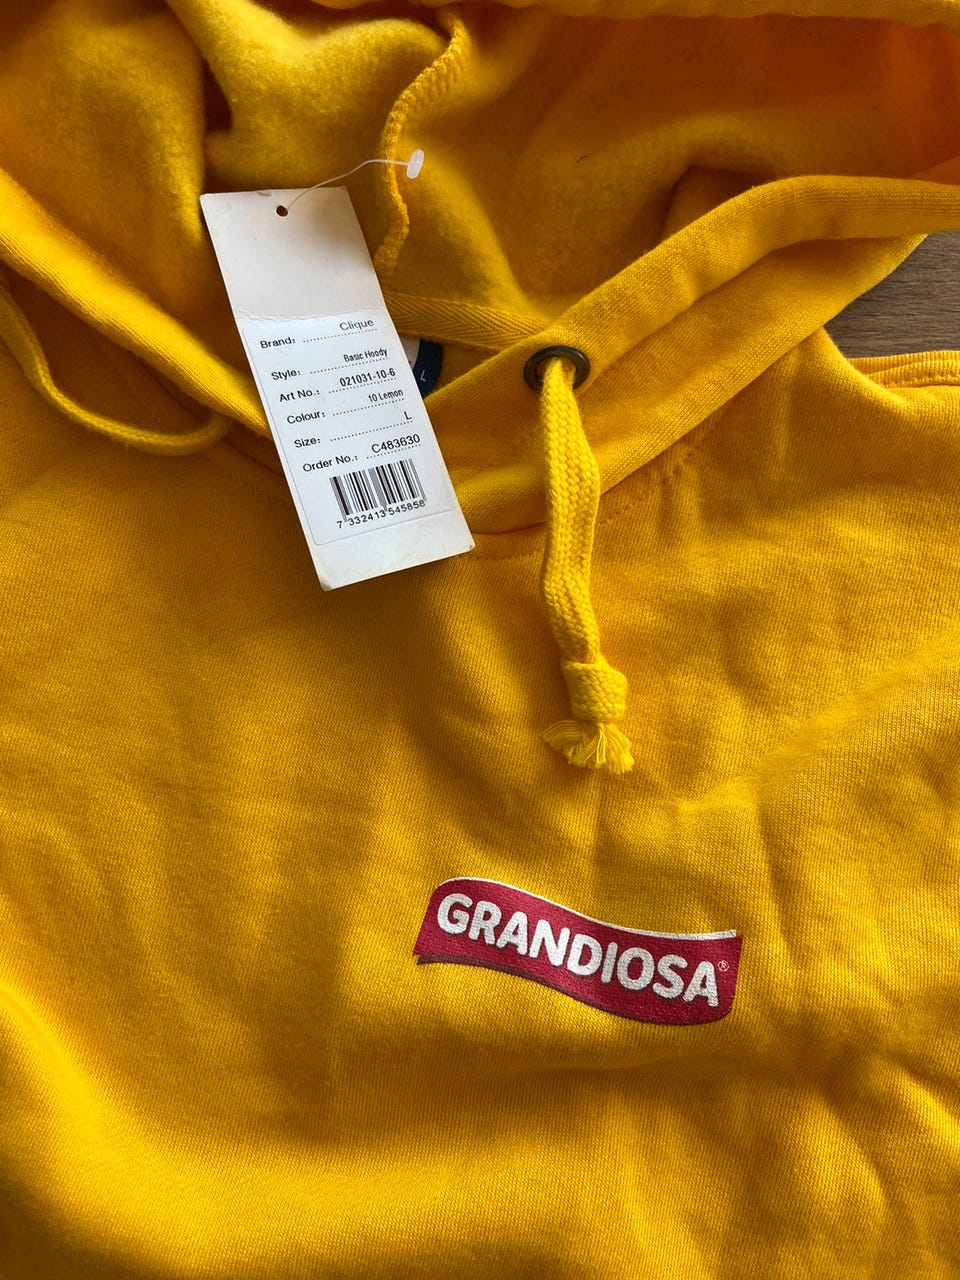 Brand: ................ Clique
Style: ................ Basic Hoody
Art No.: ............ 021031-10-6
Colour: ................ 10 Lemon
Size: ................ L
Order No.: ........ C483630
7 332413 545858
L
GRANDIOSA®